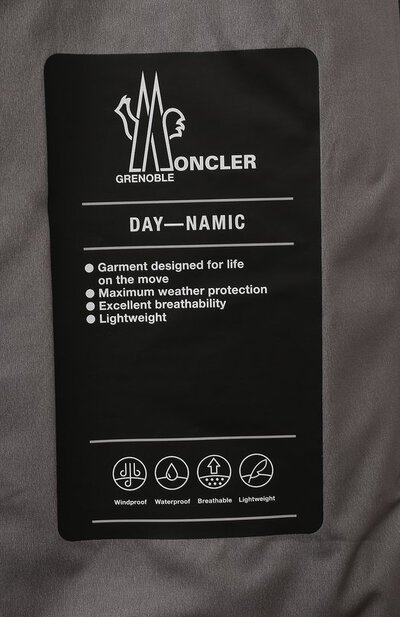 MONCLER
GRENOBLE
DAY—NAMIC
Garment designed for life
on the move
Maximum weather protection
Excellent breathability
Lightweight
Windproof Waterproof Breathable Lightweight